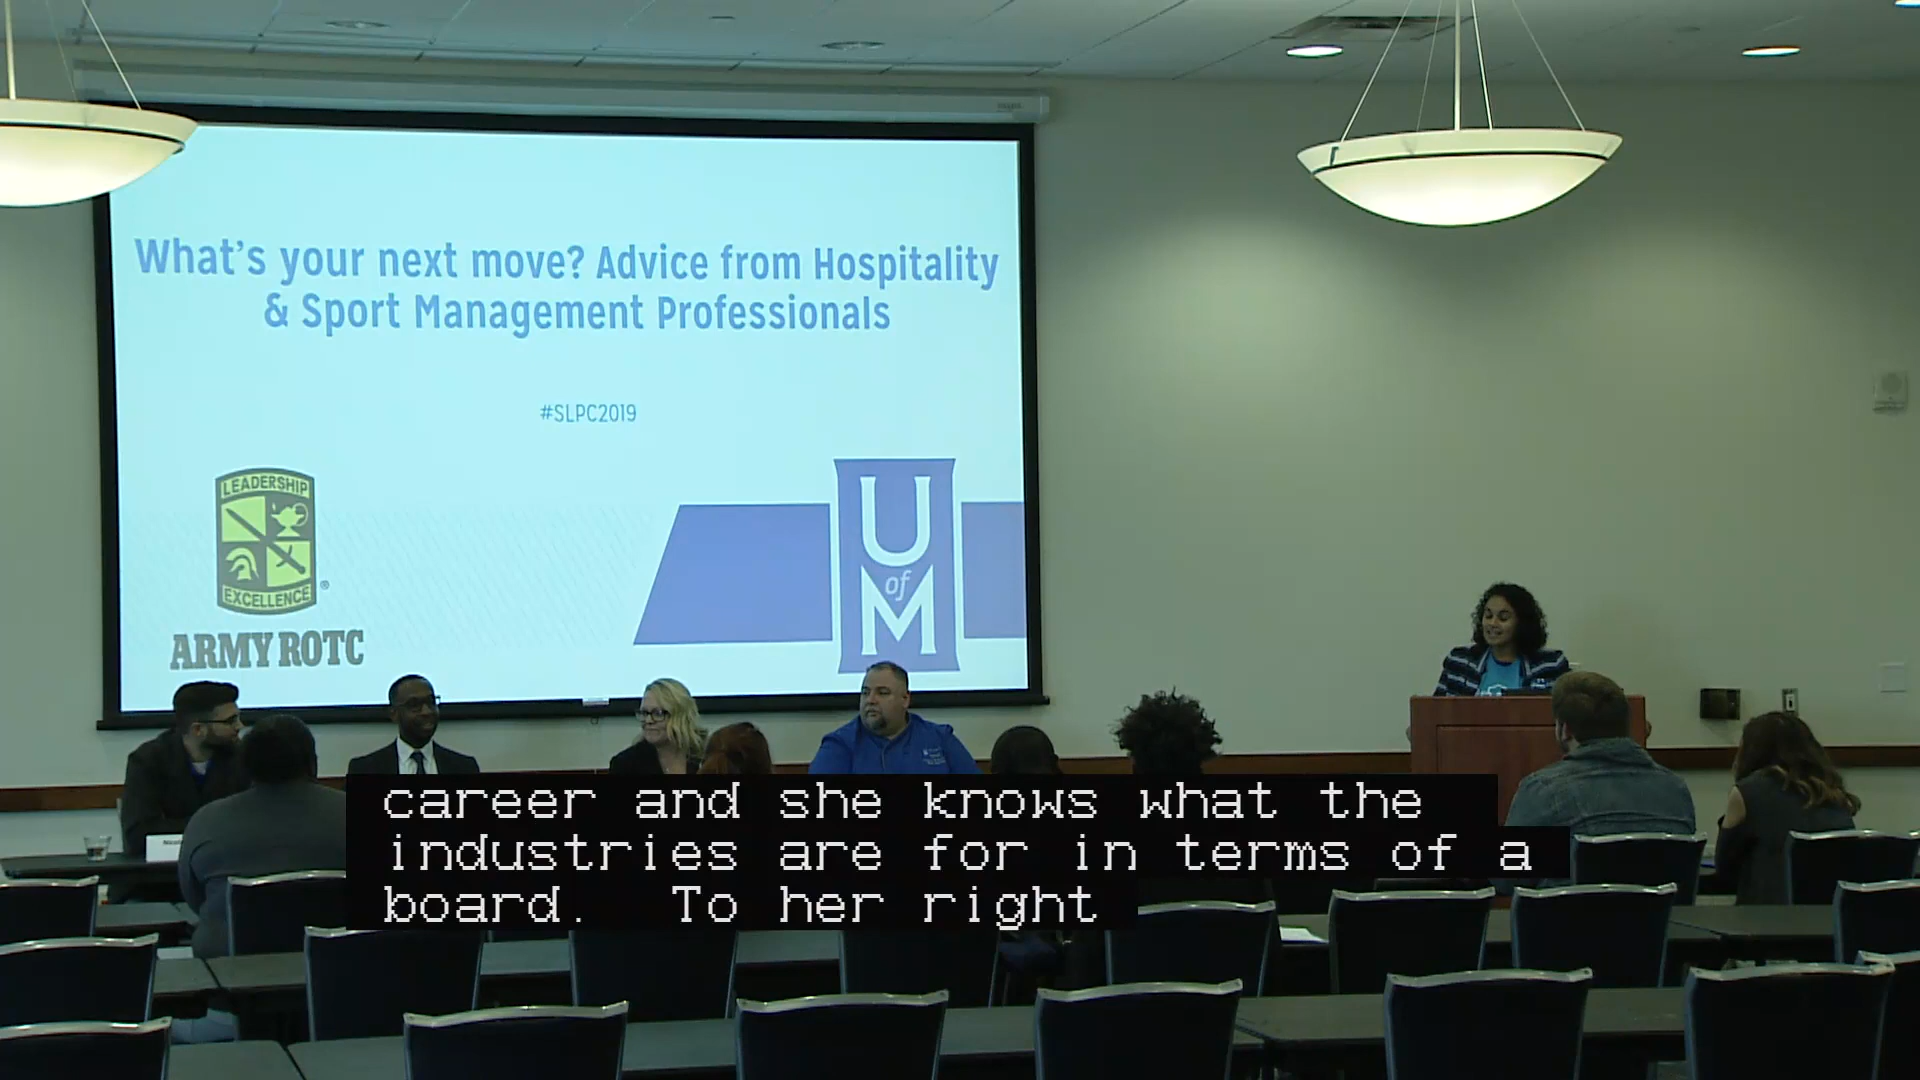 What's your next move? Advice from Hospitality
& Sport Management Professionals
#SLPC2019
LEADERSHIP
EXCELLENCE
ARMY ROTC
U
of
M
career and she knows what the
industries are for in terms of a
board.  To her right